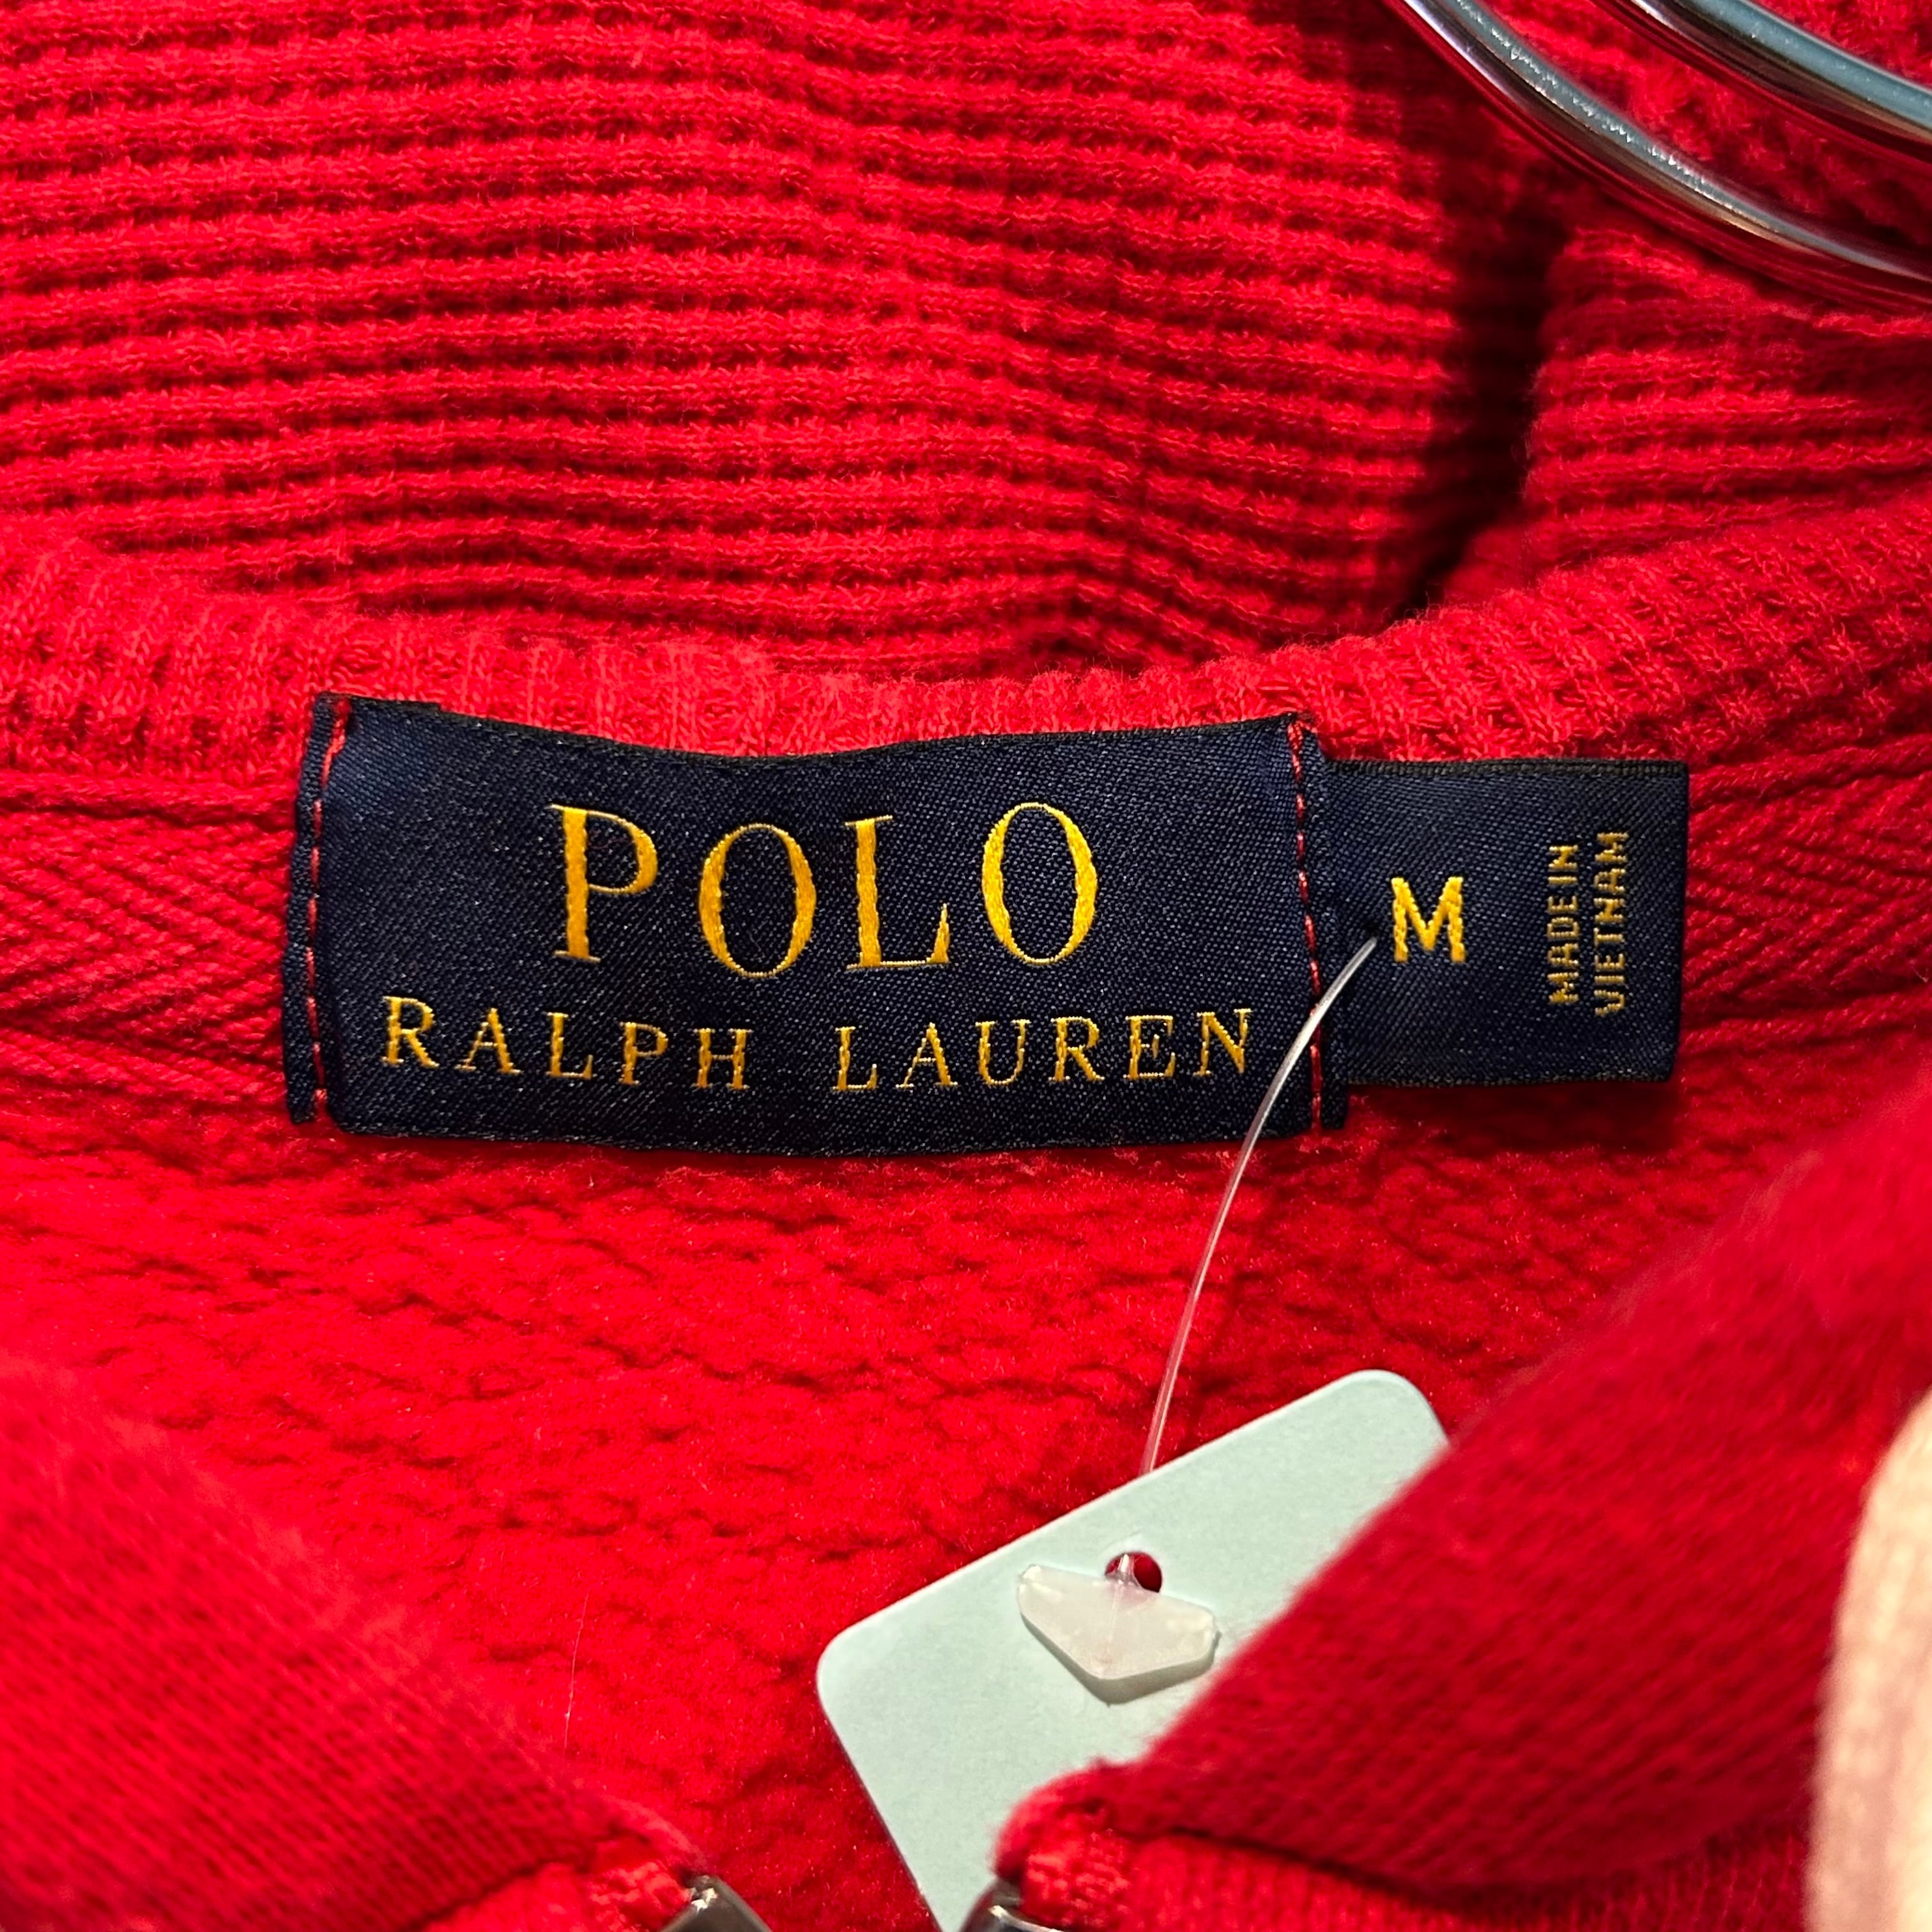 POLO
RALPH LAUREN
M
MADE IN
VIETNAM